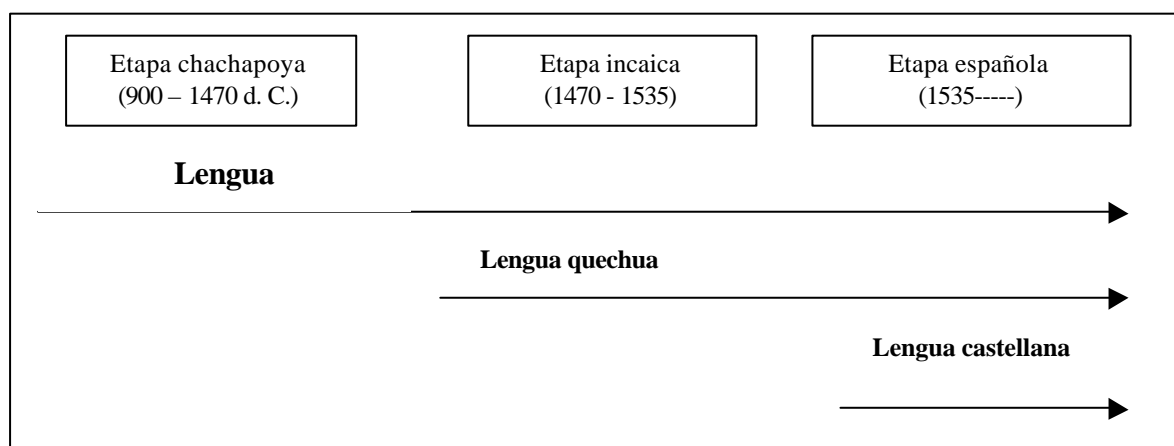 Etapa chachapoya
(900 – 1470 d. C.)
Etapa incaica
(1470 - 1535)
Etapa española
(1535-----)
Lengua
Lengua quechua
Lengua castellana